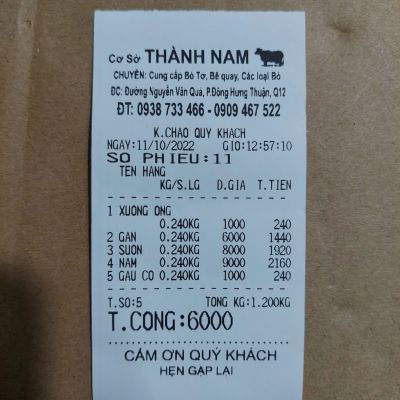 Cơ Sở THÀNH NAM
CHUYÊN: Cung cấp Bò Tơ, Bê quay, Các loại Bò
ĐC: Đường Nguyễn Văn Quá, P.Đông Hưng Thuận, Q12
ĐT: 0938 733 466 - 0909 467 522
K.CHAO QUY KHACH
NGAY:11/10/2022 GIO:12:57:10
SO PHIEU:11
TEN HANG
KG/S.LG D.GIA T.TIEN
1 XUONG ONG
0.240KG 1000 240
2 GAN 0.240KG 6000 1440
3 SUON 0.240KG 8000 1920
4 NAM 0.240KG 9000 2160
5 GAU CO 0.240KG 1000 240
T.SO:5 TONG KG:1.200KG
T.CONG:6000
CẢM ƠN QUÝ KHÁCH
HẸN GẶP LẠI